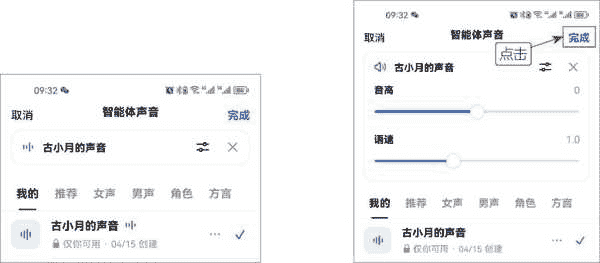 09:32
取消 智能体声音 完成
古小月的声音
我的 推荐 女声 男声 角色 方言
古小月的声音
仅你可用 · 04/15 创建
09:32
取消 智能体声音 完成
点击
古小月的声音
音高 0
语速 1.0
我的 推荐 女声 男声 角色 方言
古小月的声音
仅你可用 · 04/15 创建